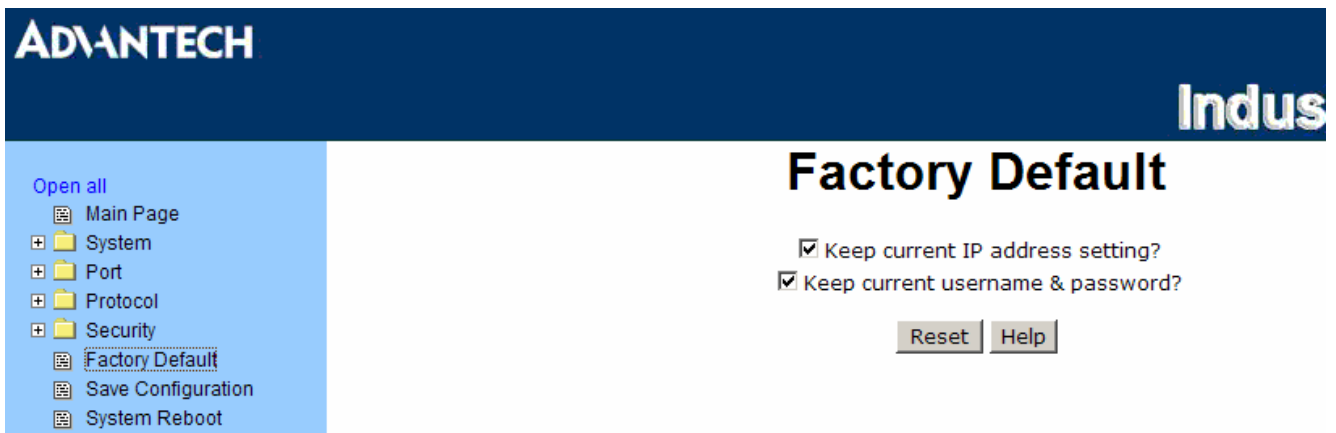 ADVANTECH
Indus
Open all
Main Page
System
Port
Protocol
Security
Factory Default
Save Configuration
System Reboot
Factory Default
Keep current IP address setting?
Keep current username & password?
Reset Help